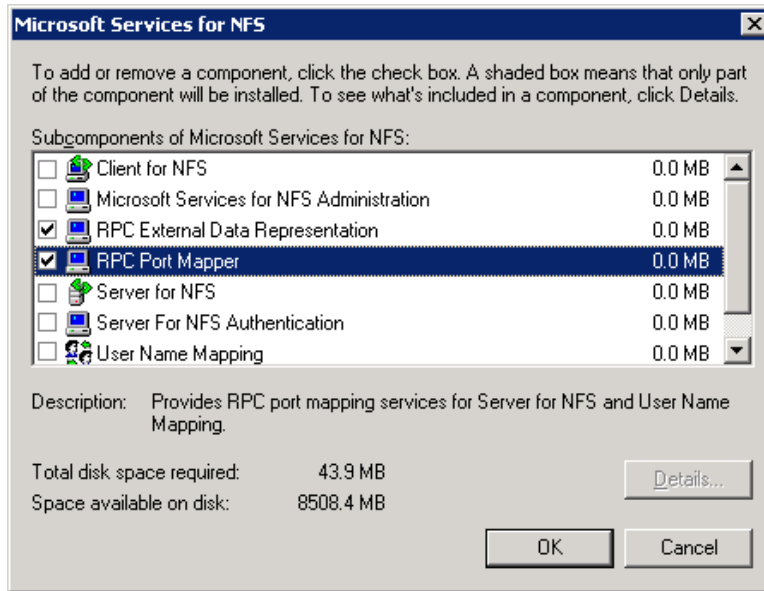 Microsoft Services for NFS
To add or remove a component, click the check box. A shaded box means that only part
of the component will be installed. To see what's included in a component, click Details.
Subcomponents of Microsoft Services for NFS:
Client for NFS 0.0 MB
Microsoft Services for NFS Administration 0.0 MB
RPC External Data Representation 0.0 MB
RPC Port Mapper 0.0 MB
Server for NFS 0.0 MB
Server For NFS Authentication 0.0 MB
User Name Mapping 0.0 MB
Description: Provides RPC port mapping services for Server for NFS and User Name
Mapping.
Total disk space required: 43.9 MB
Details...
Space available on disk: 8508.4 MB
OK Cancel